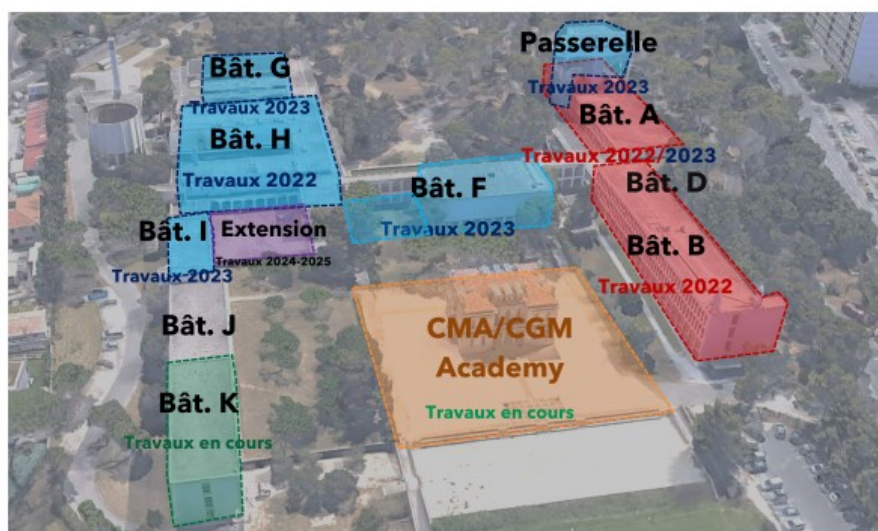 Passerelle
Travaux 2023
Bât. G
Travaux 2023
Bât. A
Travaux 2022/2023
Bât. H
Travaux 2022
Bât. F
Travaux 2023
Bât. D
Bât. B
Travaux 2022
Bât. I
Travaux 2023
Extension
Travaux 2024-2025
Bât. J
CMA/CGM
Academy
Travaux en cours
Bât. K
Travaux en cours